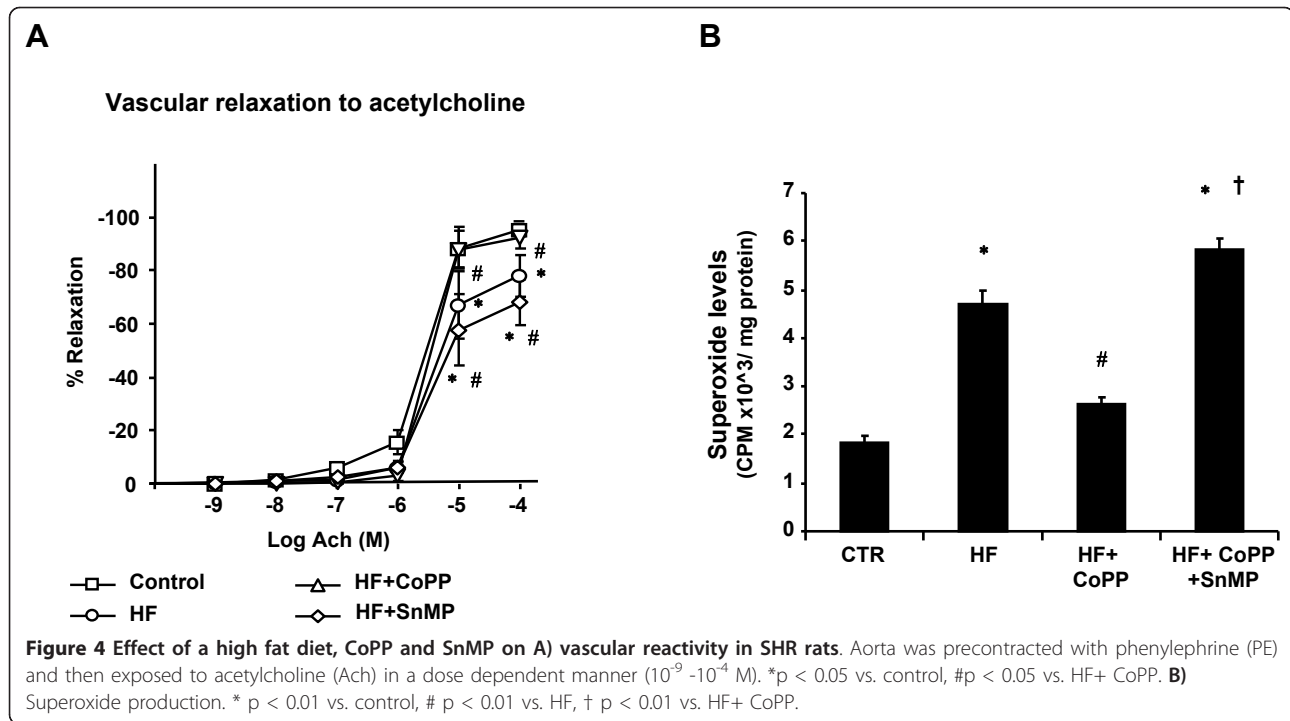 A
B
Vascular relaxation to acetylcholine
% Relaxation
-100
-80
-60
-40
-20
0
-9 -8 -7 -6 -5 -4
Log Ach (M)
#
*
#
*
* #
* #
Control
HF+CoPP
HF
HF+SnMP
Superoxide levels
(CPM x10^3/ mg protein)
7
6
5
4
3
2
1
0
*
#
* †
CTR
HF
HF+
CoPP
HF+ CoPP
+SnMP
Figure 4 Effect of a high fat diet, CoPP and SnMP on A) vascular reactivity in SHR rats. Aorta was precontracted with phenylephrine (PE)
and then exposed to acetylcholine (Ach) in a dose dependent manner (10⁻⁹ -10⁻⁴ M). *p < 0.05 vs. control, #p < 0.05 vs. HF+ CoPP. B)
Superoxide production. * p < 0.01 vs. control, # p < 0.01 vs. HF, † p < 0.01 vs. HF+ CoPP.